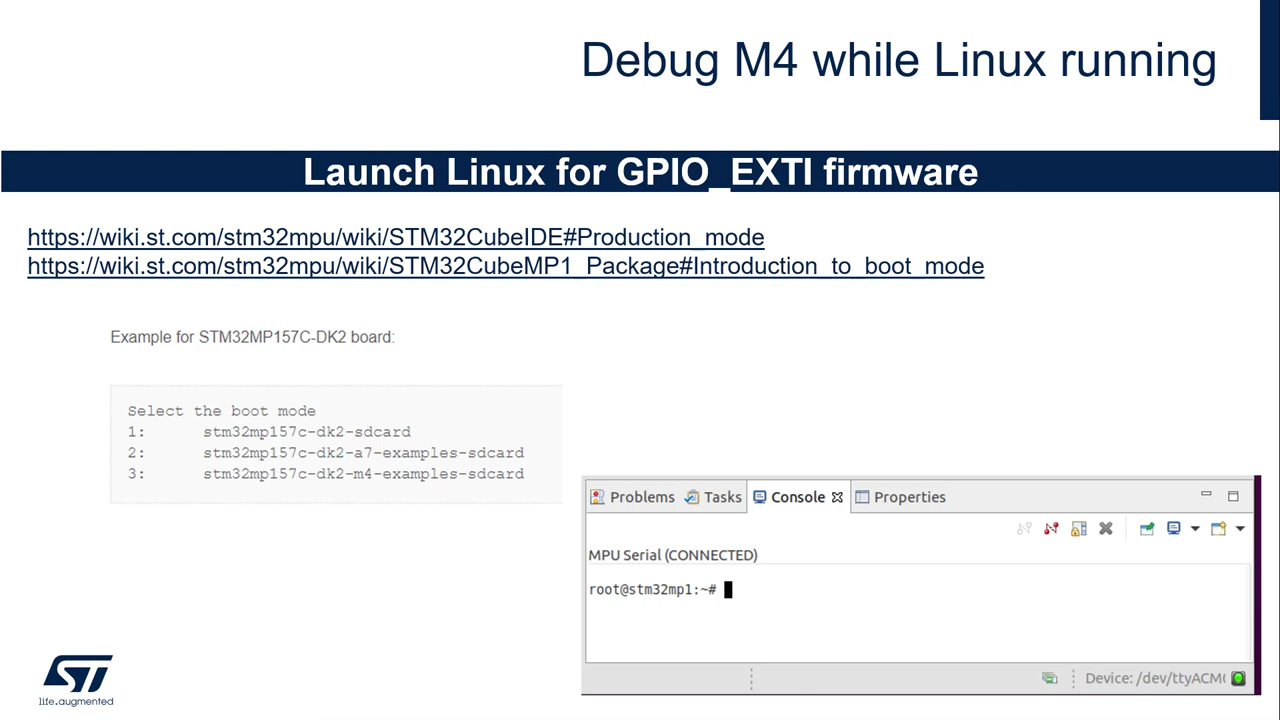 Debug M4 while Linux running
Launch Linux for GPIO_EXTI firmware
https://wiki.st.com/stm32mpu/wiki/STM32CubeIDE#Production_mode
https://wiki.st.com/stm32mpu/wiki/STM32CubeMP1_Package#Introduction_to_boot_mode
Example for STM32MP157C-DK2 board:
Select the boot mode
1: stm32mp157c-dk2-sdcard
2: stm32mp157c-dk2-a7-examples-sdcard
3: stm32mp157c-dk2-m4-examples-sdcard
Problems Tasks Console Properties
MPU Serial (CONNECTED)
root@stm32mp1:~#
Device: /dev/ttyACM
ST
life.augmented